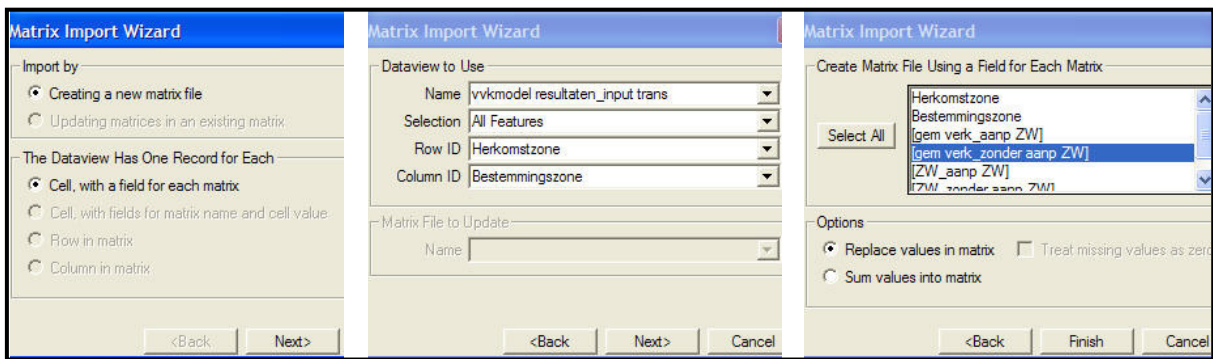 Matrix Import Wizard
Import by
Creating a new matrix file
Updating matrices in an existing matrix
The Dataview Has One Record for Each
Cell, with a field for each matrix
Cell, with fields for matrix name and cell value
Row in matrix
Column in matrix
<Back Next>
Matrix Import Wizard
Dataview to Use
Name vvkmodel resultaten_input trans
Selection All Features
Row ID Herkomstzone
Column ID Bestemmingszone
Matrix File to Update
Name
<Back Next> Cancel
Matrix Import Wizard
Create Matrix File Using a Field for Each Matrix
Select All
Herkomstzone
Bestemmingszone
[gem verk_aanp ZW]
[gem verk_zonder aanp ZW]
[ZW_aanp ZW]
[ZW_zonder aanp ZW]
Options
Replace values in matrix Treat missing values as zero
Sum values into matrix
<Back Finish Cancel